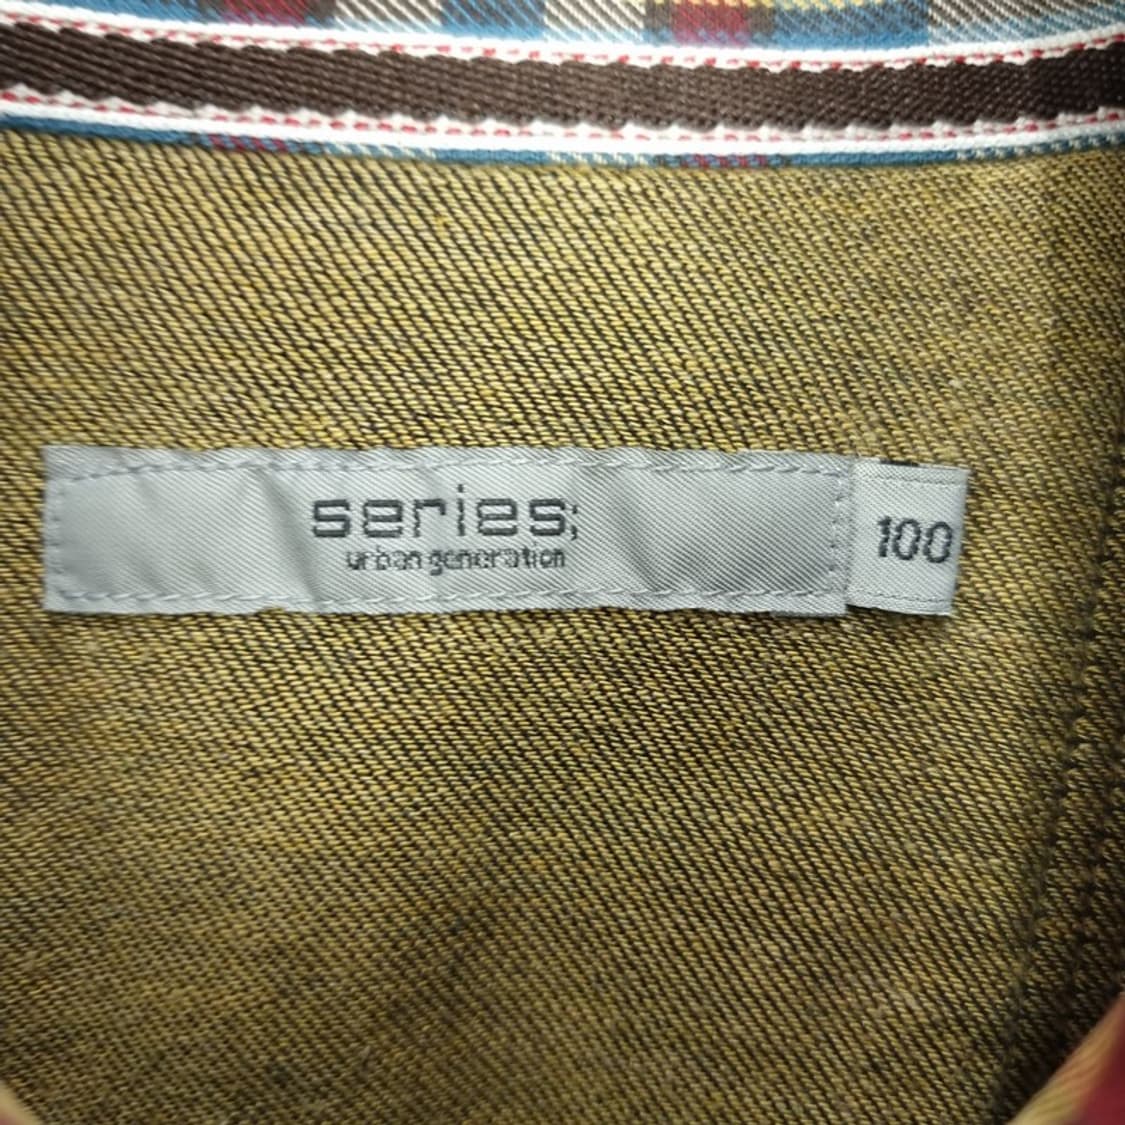 series;
urban generation
100